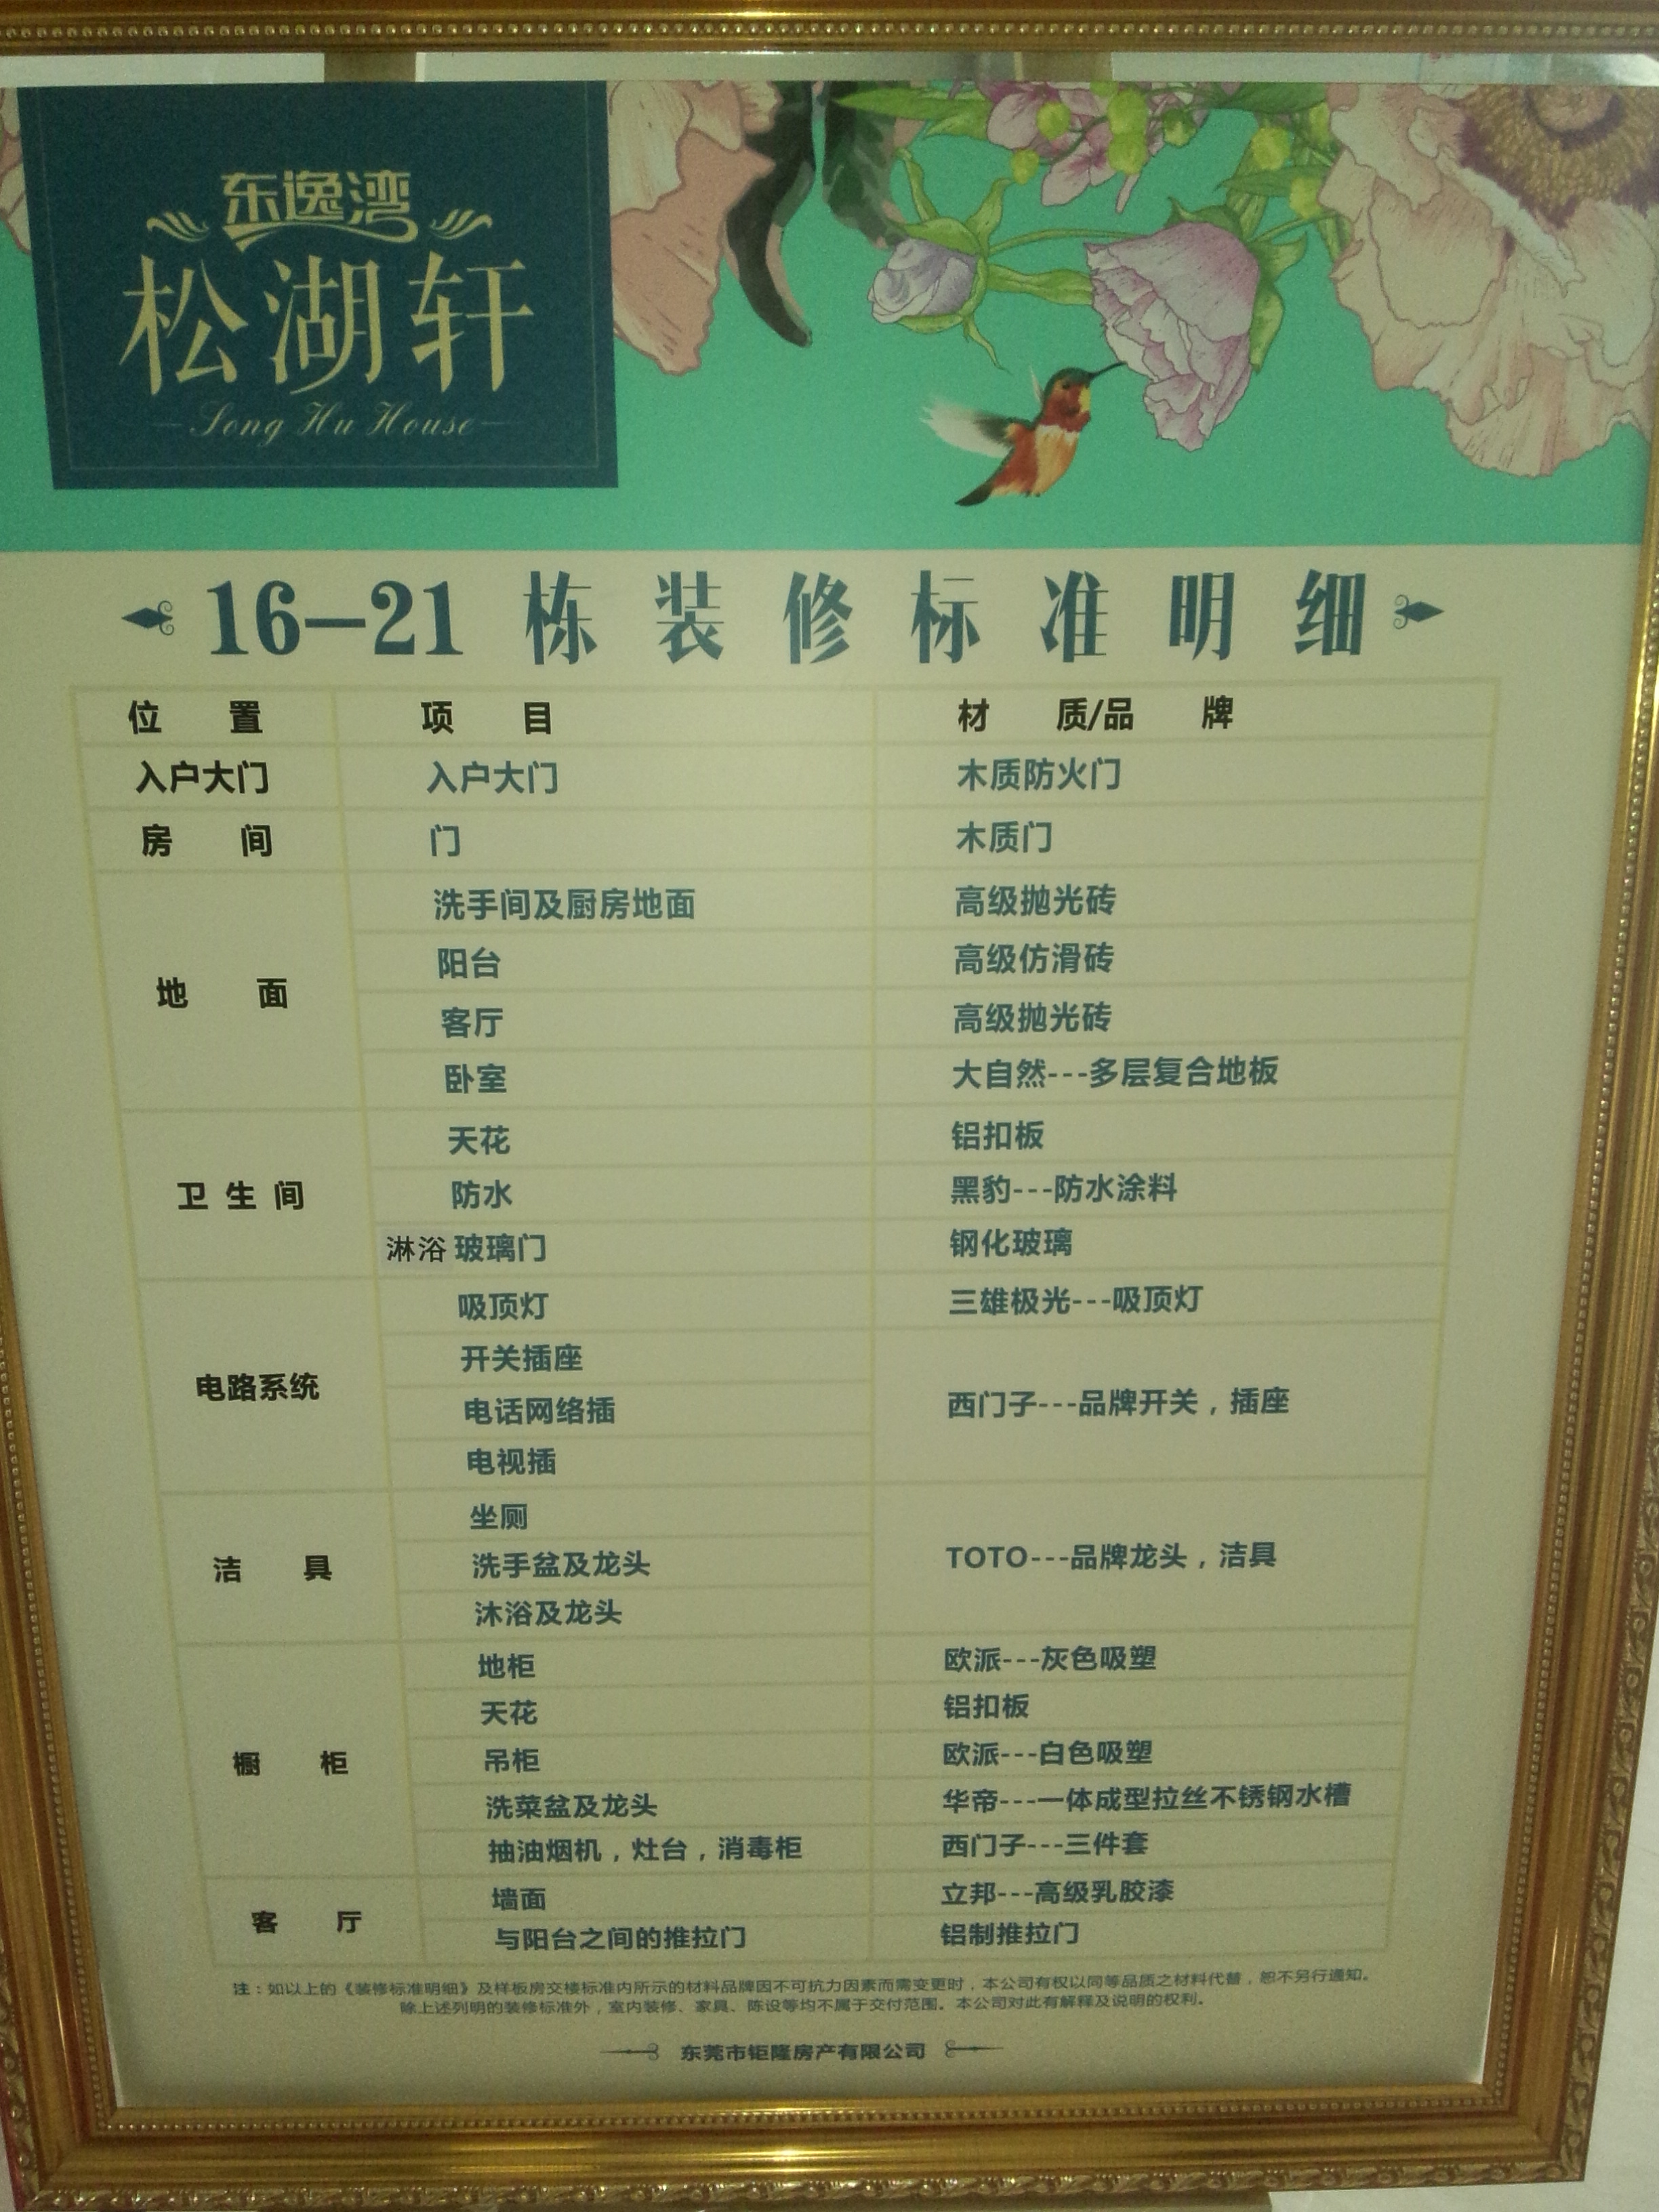 东逸湾
松湖轩
Song Hu House
16—21 栋装修标准明细
位置 项目 材质/品牌
入户大门 入户大门 木质防火门
房间 门 木质门
地面 洗手间及厨房地面 高级抛光砖
阳台 高级仿滑砖
客厅 高级抛光砖
卧室 大自然---多层复合地板
卫生间 天花 铝扣板
防水 黑豹---防水涂料
淋浴 玻璃门 钢化玻璃
电路系统 吸顶灯 三雄极光---吸顶灯
开关插座 西门子---品牌开关，插座
电话网络插
电视插
洁具 坐厕 TOTO---品牌龙头，洁具
洗手盆及龙头
沐浴及龙头
橱柜 地柜 欧派---灰色吸塑
天花 铝扣板
吊柜 欧派---白色吸塑
洗菜盆及龙头 华帝---一体成型拉丝不锈钢水槽
抽油烟机，灶台，消毒柜 西门子---三件套
客厅 墙面 立邦---高级乳胶漆
与阳台之间的推拉门 铝制推拉门
注：如以上的《装修标准明细》及样板房交楼标准内所示的材料品牌因不可抗力因素而需变更时，本公司有权以同等品质之材料代替，恕不另行通知。
除上述列明的装修标准外，室内装修、家具、陈设等均不属于交付范围。本公司对此有解释及说明的权利。
东莞市钜隆房产有限公司